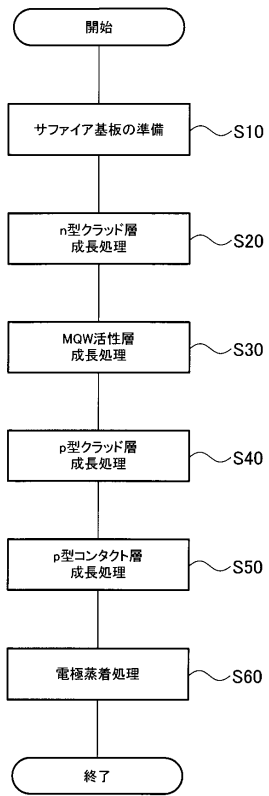 開始
サファイア基板の準備
S10
n型クラッド層
成長処理
S20
MQW活性層
成長処理
S30
p型クラッド層
成長処理
S40
p型コンタクト層
成長処理
S50
電極蒸着処理
S60
終了